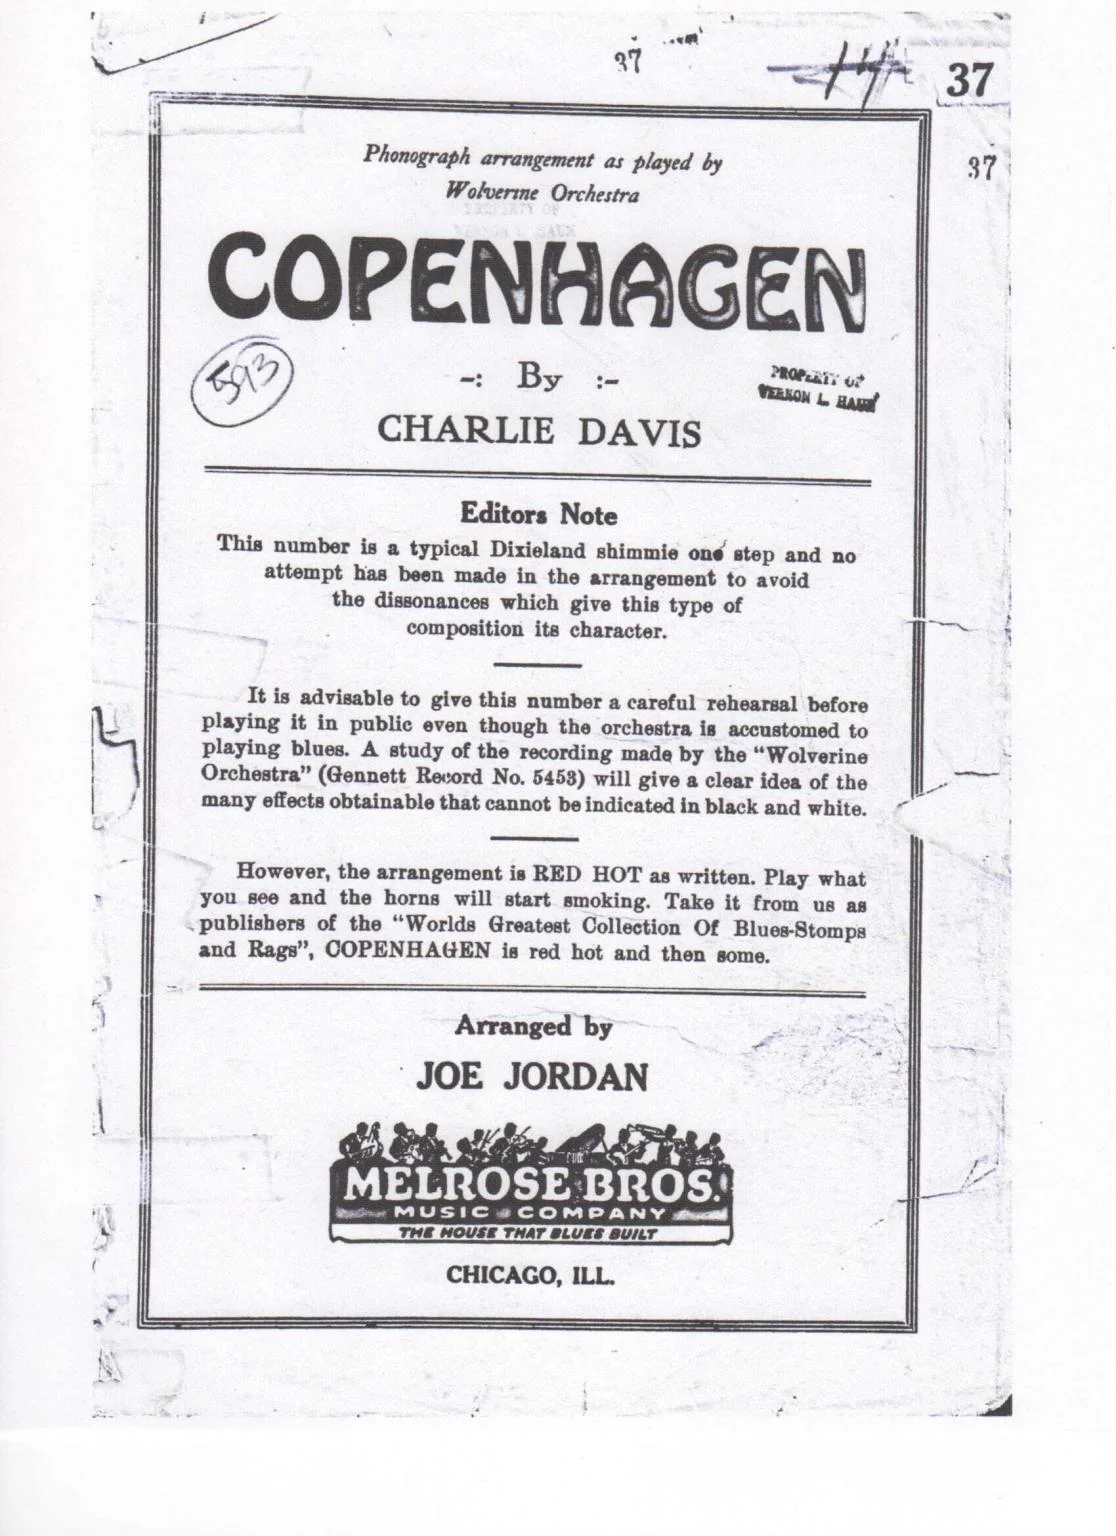 37
37
37
Phonograph arrangement as played by
Wolverine Orchestra
PROPERTY OF
COPENHAGEN
593
-: By :-
PROPERTY OF
VERNON L. HAUN
CHARLIE DAVIS
Editors Note
This number is a typical Dixieland shimmie one step and no
attempt has been made in the arrangement to avoid
the dissonances which give this type of
composition its character.
It is advisable to give this number a careful rehearsal before
playing it in public even though the orchestra is accustomed to
playing blues. A study of the recording made by the “Wolverine
Orchestra” (Gennett Record No. 5453) will give a clear idea of the
many effects obtainable that cannot be indicated in black and white.
However, the arrangement is RED HOT as written. Play what
you see and the horns will start smoking. Take it from us as
publishers of the “Worlds Greatest Collection Of Blues-Stomps
and Rags”, COPENHAGEN is red hot and then some.
Arranged by
JOE JORDAN
MELROSE BROS.
MUSIC COMPANY
THE HOUSE THAT BLUES BUILT
CHICAGO, ILL.